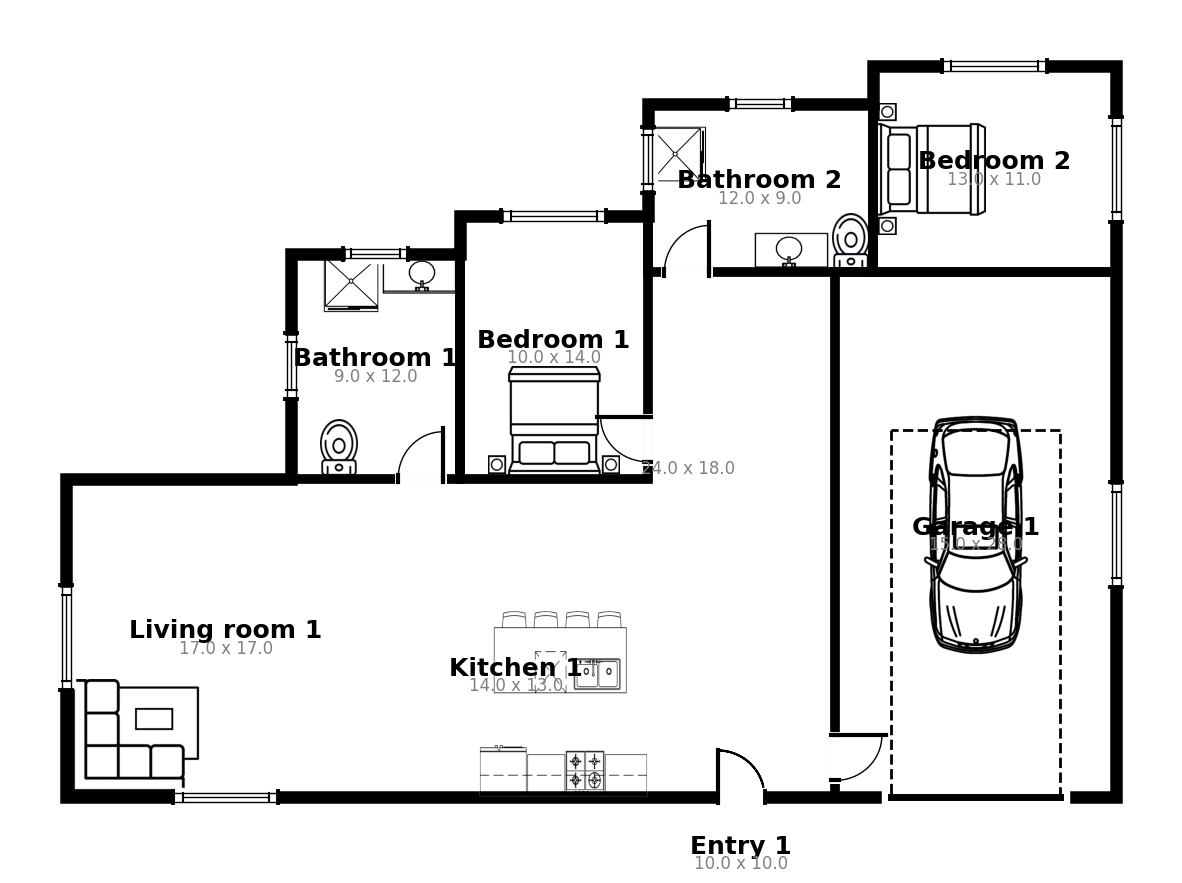 Bedroom 2
13.0 x 11.0
Bathroom 2
12.0 x 9.0
Bedroom 1
10.0 x 14.0
Bathroom 1
9.0 x 12.0
24.0 x 18.0
Garage 1
15.0 x 28.0
Living room 1
17.0 x 17.0
Kitchen 1
14.0 x 13.0
Entry 1
10.0 x 10.0